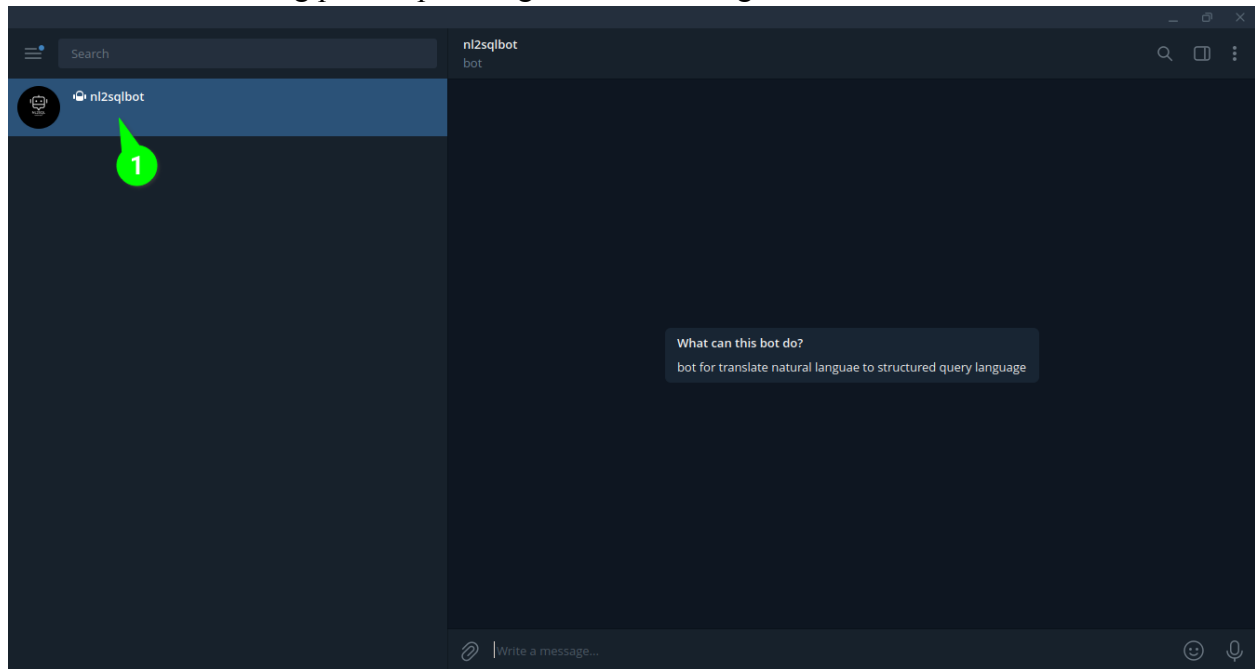 Search
nl2sqlbot
bot
nl2sqlbot
1
What can this bot do?
bot for translate natural languae to structured query language
Write a message...